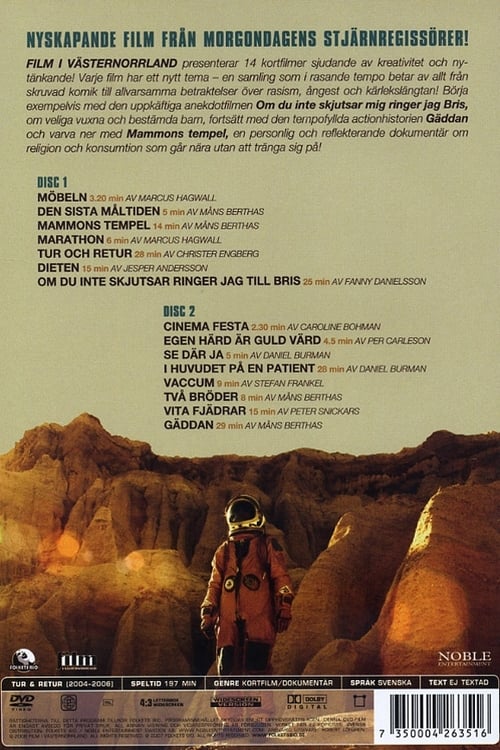 NYSKAPANDE FILM FRÅN MORGONDAGENS STJÄRNREGISSÖRER!
FILM I VÄSTERNORRLAND presenterar 14 kortfilmer sjudande av kreativitet och ny-
tänkande! Varje film har ett nytt tema – en samling som i rasande tempo betar av allt från
skruvad komik till allvarsamma betraktelser över rasism, ångest och kärlekslängtan! Börja
exempelvis med den uppkäftiga anekdotfilmen Om du inte skjutsar mig ringer jag Bris,
om veliga vuxna och bestämda barn, fortsätt med den tempofyllda actionhistorien Gäddan
och varva ner med Mammons tempel, en personlig och reflekterande dokumentär om
religion och konsumtion som går nära utan att tränga sig på!
DISC 1
MÖBELN 3.20 min AV MARCUS HAGWALL
DEN SISTA MÅLTIDEN 5 min AV MÅNS BERTHAS
MAMMONS TEMPEL 14 min AV MÅNS BERTHAS
MARATHON 6 min AV MARCUS HAGWALL
TUR OCH RETUR 28 min AV CHRISTER ENGBERG
DIETEN 15 min AV JESPER ANDERSSON
OM DU INTE SKJUTSAR RINGER JAG TILL BRIS 25 min AV FANNY DANIELSSON
DISC 2
CINEMA FESTA 2.30 min AV CAROLINE BOHMAN
EGEN HÄRD ÄR GULD VÄRD 4.5 min AV PER CARLESON
SE DÄR JA 5 min AV DANIEL BURMAN
I HUVUDET PÅ EN PATIENT 28 min AV DANIEL BURMAN
VACCUM 9 min AV STEFAN FRANKEL
TVÅ BRÖDER 8 min AV MÅNS BERTHAS
VITA FJÄDRAR 15 min AV PETER SNICKARS
GÄDDAN 29 min AV MÅNS BERTHAS
FOLKETS BIO
film
NOBLE
ENTERTAINMENT
TUR & RETUR (2004-2006) SPELTID 197 MIN GENRE KORTFILM/DOKUMENTÄR SPRÅK SVENSKA TEXT EJ TEXTAD
DVD VIDEO 4:3 LETTERBOX WIDESCREEN WIDESCREEN VERSION DOLBY DIGITAL
7 350004 263516